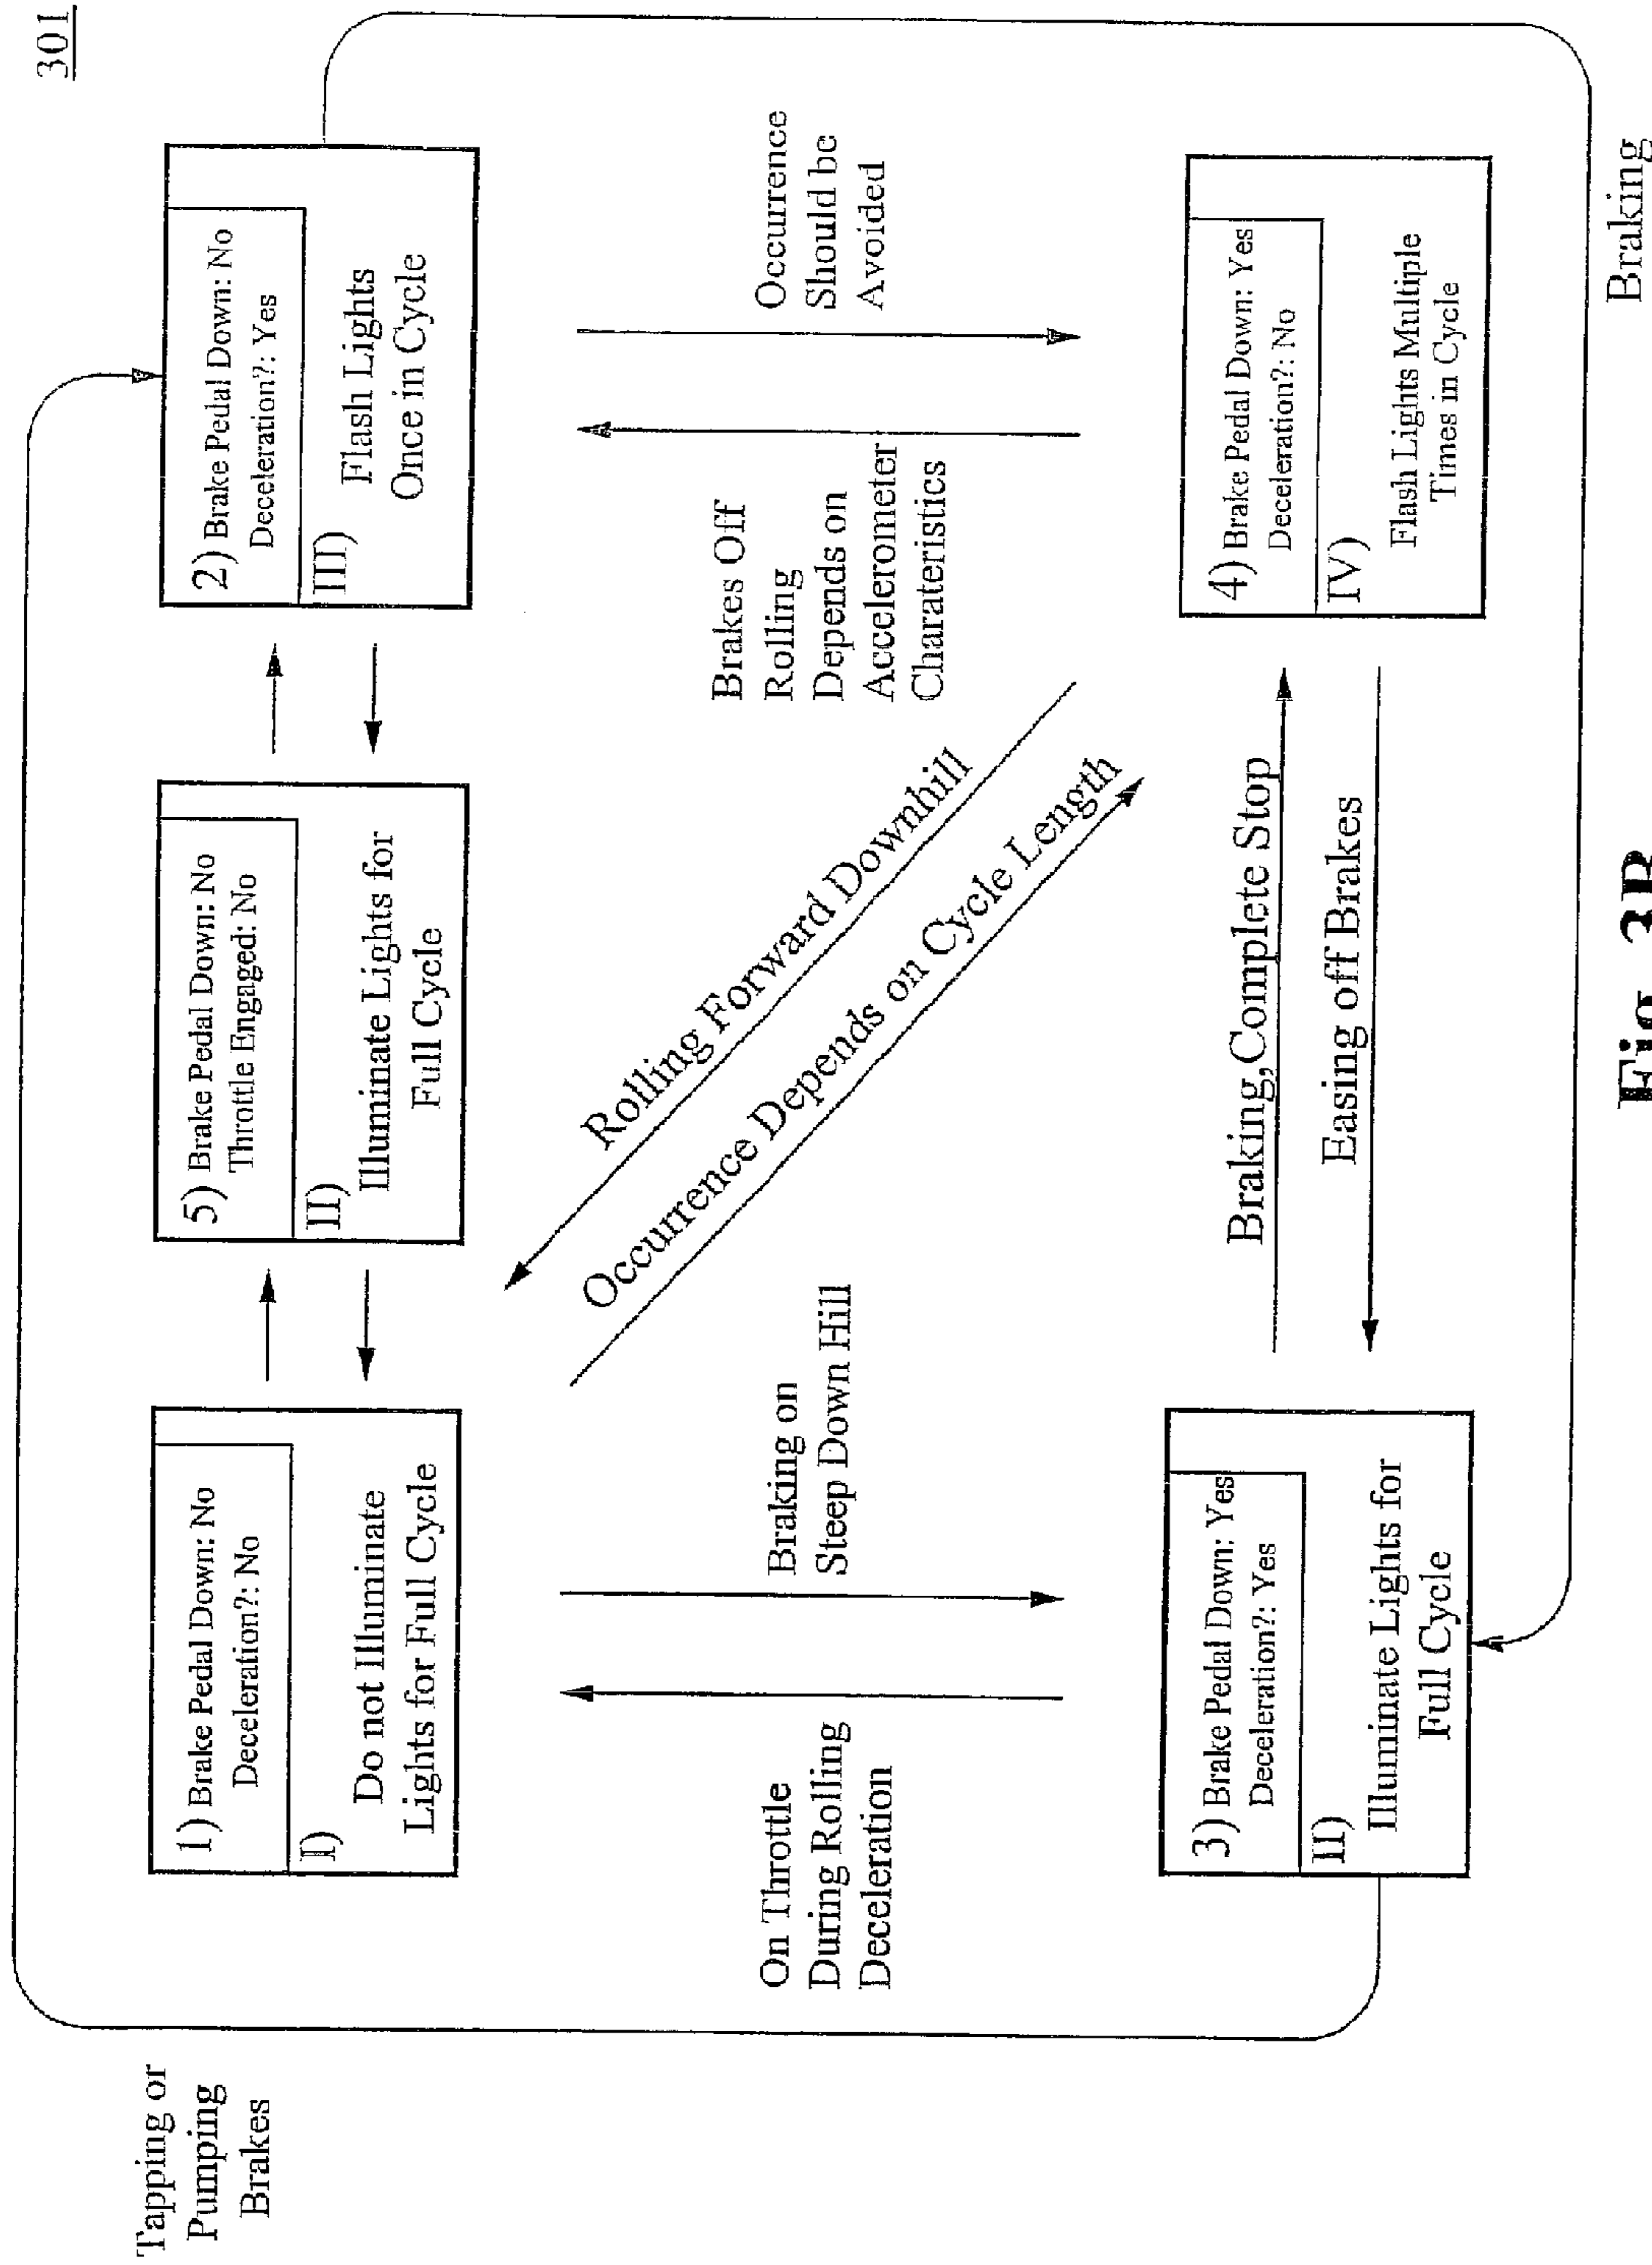 301
Tapping or
Pumping
Brakes
1) Brake Pedal Down: No
Deceleration?: No
I)
Do not Illuminate
Lights for Full Cycle
5) Brake Pedal Down: No
Throttle Engaged: No
II)
Illuminate Lights for
Full Cycle
2) Brake Pedal Down: No
Deceleration?: Yes
III)
Flash Lights
Once in Cycle
On Throttle
During Rolling
Deceleration
Braking on
Steep Down Hill
Rolling Forward Downhill
Occurrence Depends on Cycle Length
Brakes Off
Rolling
Depends on
Accelerometer
Charateristics
Occurrence
Should be
Avoided
3) Brake Pedal Down: Yes
Deceleration?: Yes
II)
Illuminate Lights for
Full Cycle
Braking,Complete Stop
Easing off Brakes
4) Brake Pedal Down: Yes
Deceleration?: No
IV)
Flash Lights Multiple
Times in Cycle
Braking
Fig. 3B